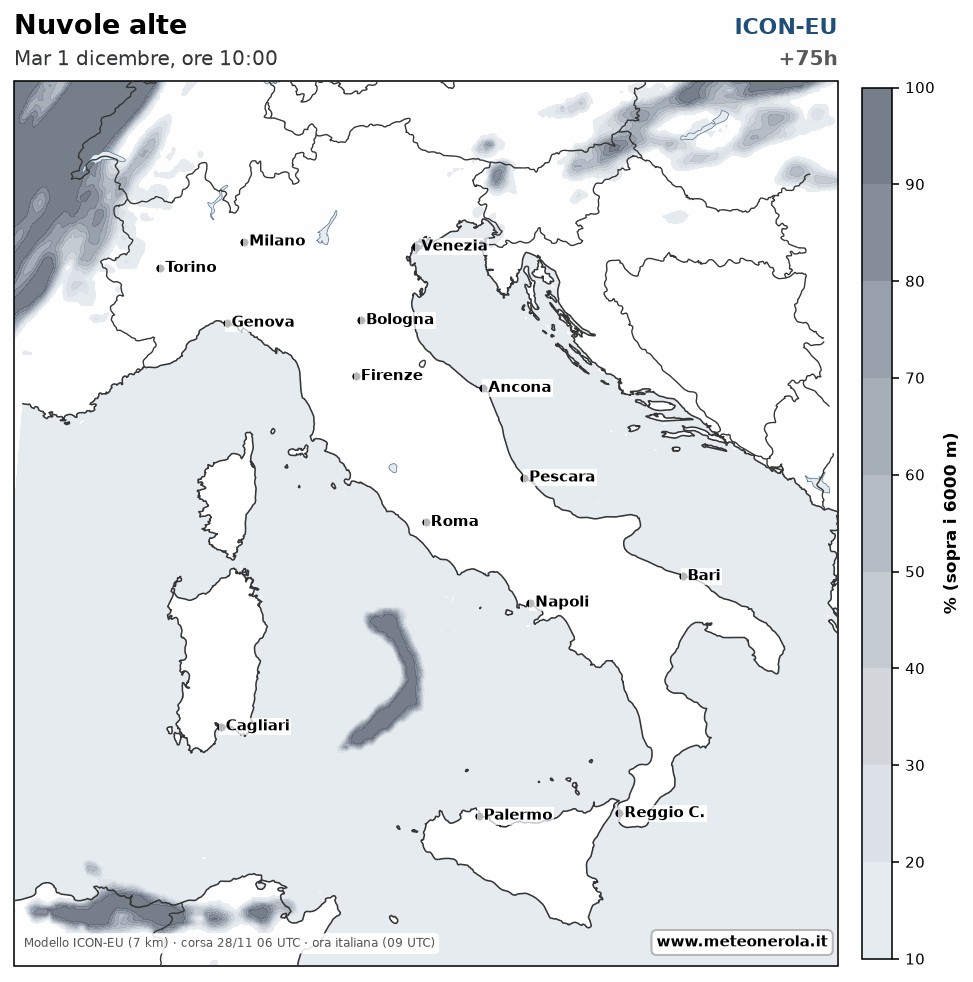 Nuvole alte
ICON-EU
Mar 1 dicembre, ore 10:00
+75h
100
90
80
70
60
50
40
30
20
10
% (sopra i 6000 m)
Milano
Venezia
Torino
Genova
Bologna
Firenze
Ancona
Pescara
Roma
Bari
Napoli
Cagliari
Palermo
Reggio C.
Modello ICON-EU (7 km) · corsa 28/11 06 UTC · ora italiana (09 UTC)
www.meteonerola.it